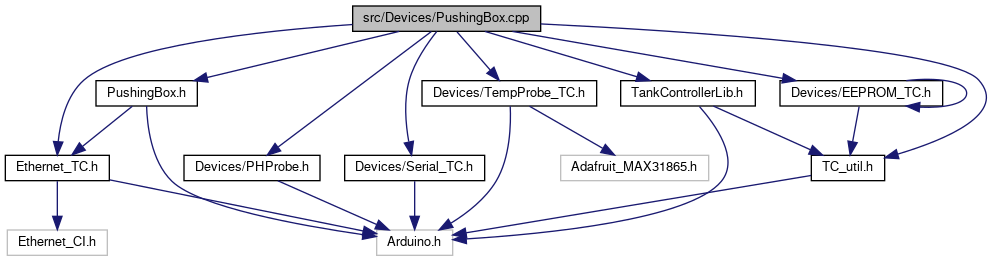 src/Devices/PushingBox.cpp
PushingBox.h
Devices/TempProbe_TC.h
TankControllerLib.h
Devices/EEPROM_TC.h
Ethernet_TC.h
Devices/PHProbe.h
Devices/Serial_TC.h
Adafruit_MAX31865.h
TC_util.h
Ethernet_CI.h
Arduino.h